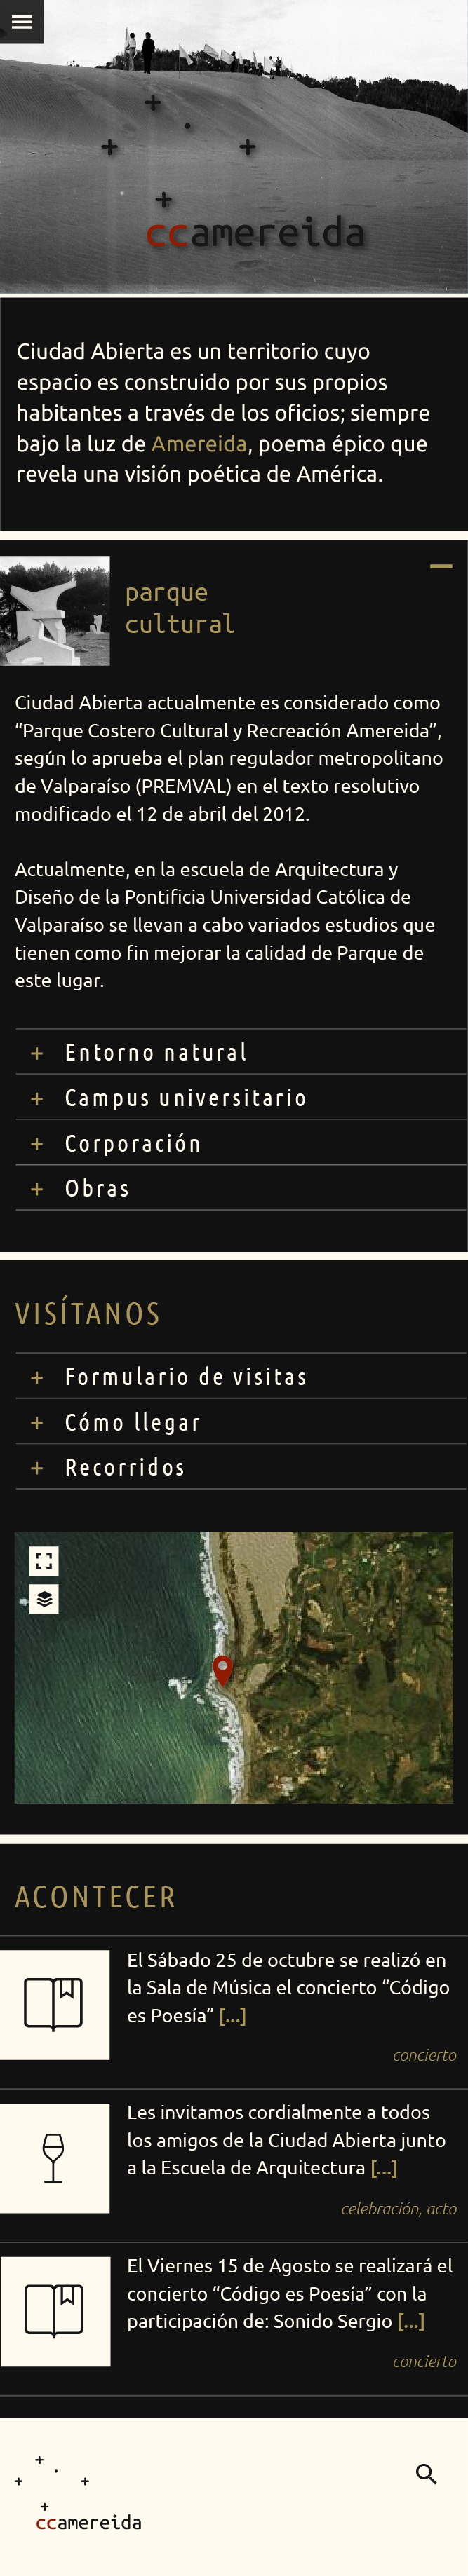 ccamereida
Ciudad Abierta es un territorio cuyo
espacio es construido por sus propios
habitantes a través de los oficios; siempre
bajo la luz de Amereida, poema épico que
revela una visión poética de América.
parque
cultural
Ciudad Abierta actualmente es considerado como
“Parque Costero Cultural y Recreación Amereida”,
según lo aprueba el plan regulador metropolitano
de Valparaíso (PREMVAL) en el texto resolutivo
modificado el 12 de abril del 2012.
Actualmente, en la escuela de Arquitectura y
Diseño de la Pontificia Universidad Católica de
Valparaíso se llevan a cabo variados estudios que
tienen como fin mejorar la calidad de Parque de
este lugar.
+ Entorno natural
+ Campus universitario
+ Corporación
+ Obras
VISÍTANOS
+ Formulario de visitas
+ Cómo llegar
+ Recorridos
ACONTECER
El Sábado 25 de octubre se realizó en
la Sala de Música el concierto “Código
es Poesía” [...]
concierto
Les invitamos cordialmente a todos
los amigos de la Ciudad Abierta junto
a la Escuela de Arquitectura [...]
celebración, acto
El Viernes 15 de Agosto se realizará el
concierto “Código es Poesía” con la
participación de: Sonido Sergio [...]
concierto
ccamereida